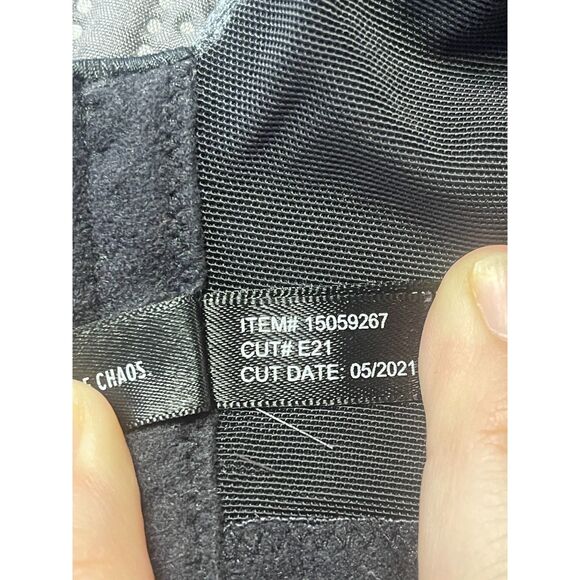 CHAOS
ITEM# 15059267
CUT# E21
CUT DATE: 05/2021